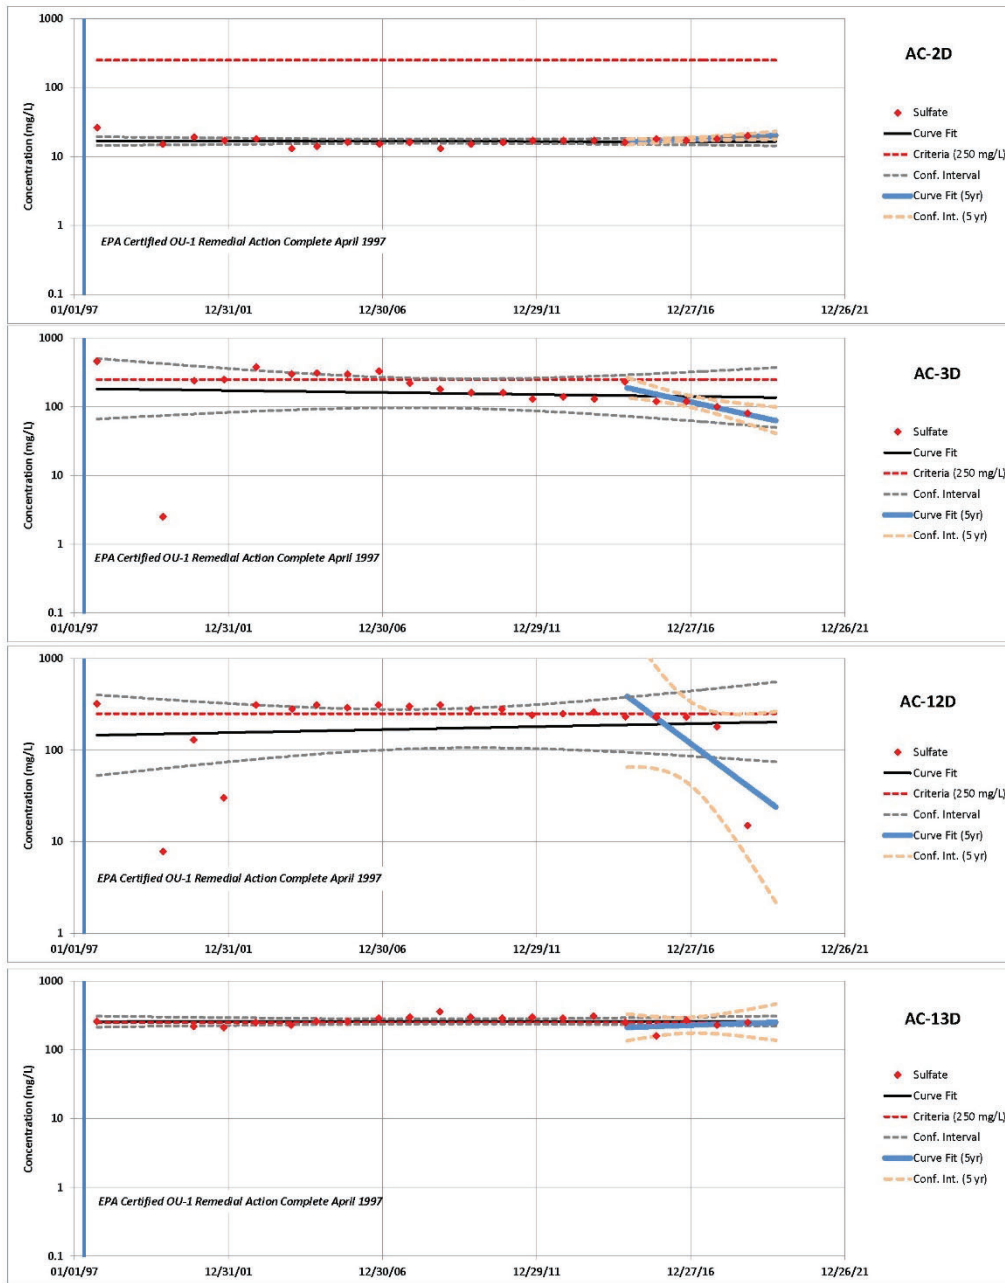 AC-2D
Concentration (mg/L)
1000
100
10
1
0.1
EPA Certified OU-1 Remedial Action Complete April 1997
01/01/97 12/31/01 12/30/06 12/29/11 12/27/16 12/26/21
Sulfate
Curve Fit
Criteria (250 mg/L)
Conf. Interval
Curve Fit (5yr)
Conf. Int. (5 yr)
AC-3D
Concentration (mg/L)
1000
100
10
1
0.1
EPA Certified OU-1 Remedial Action Complete April 1997
01/01/97 12/31/01 12/30/06 12/29/11 12/27/16 12/26/21
Sulfate
Curve Fit
Criteria (250 mg/L)
Conf. Interval
Curve Fit (5yr)
Conf. Int. (5 yr)
AC-12D
Concentration (mg/L)
1000
100
10
1
EPA Certified OU-1 Remedial Action Complete April 1997
01/01/97 12/31/01 12/30/06 12/29/11 12/27/16 12/26/21
Sulfate
Curve Fit
Criteria (250 mg/L)
Conf. Interval
Curve Fit (5yr)
Conf. Int. (5 yr)
AC-13D
Concentration (mg/L)
1000
100
10
1
0.1
EPA Certified OU-1 Remedial Action Complete April 1997
01/01/97 12/31/01 12/30/06 12/29/11 12/27/16 12/26/21
Sulfate
Curve Fit
Criteria (250 mg/L)
Conf. Interval
Curve Fit (5yr)
Conf. Int. (5 yr)